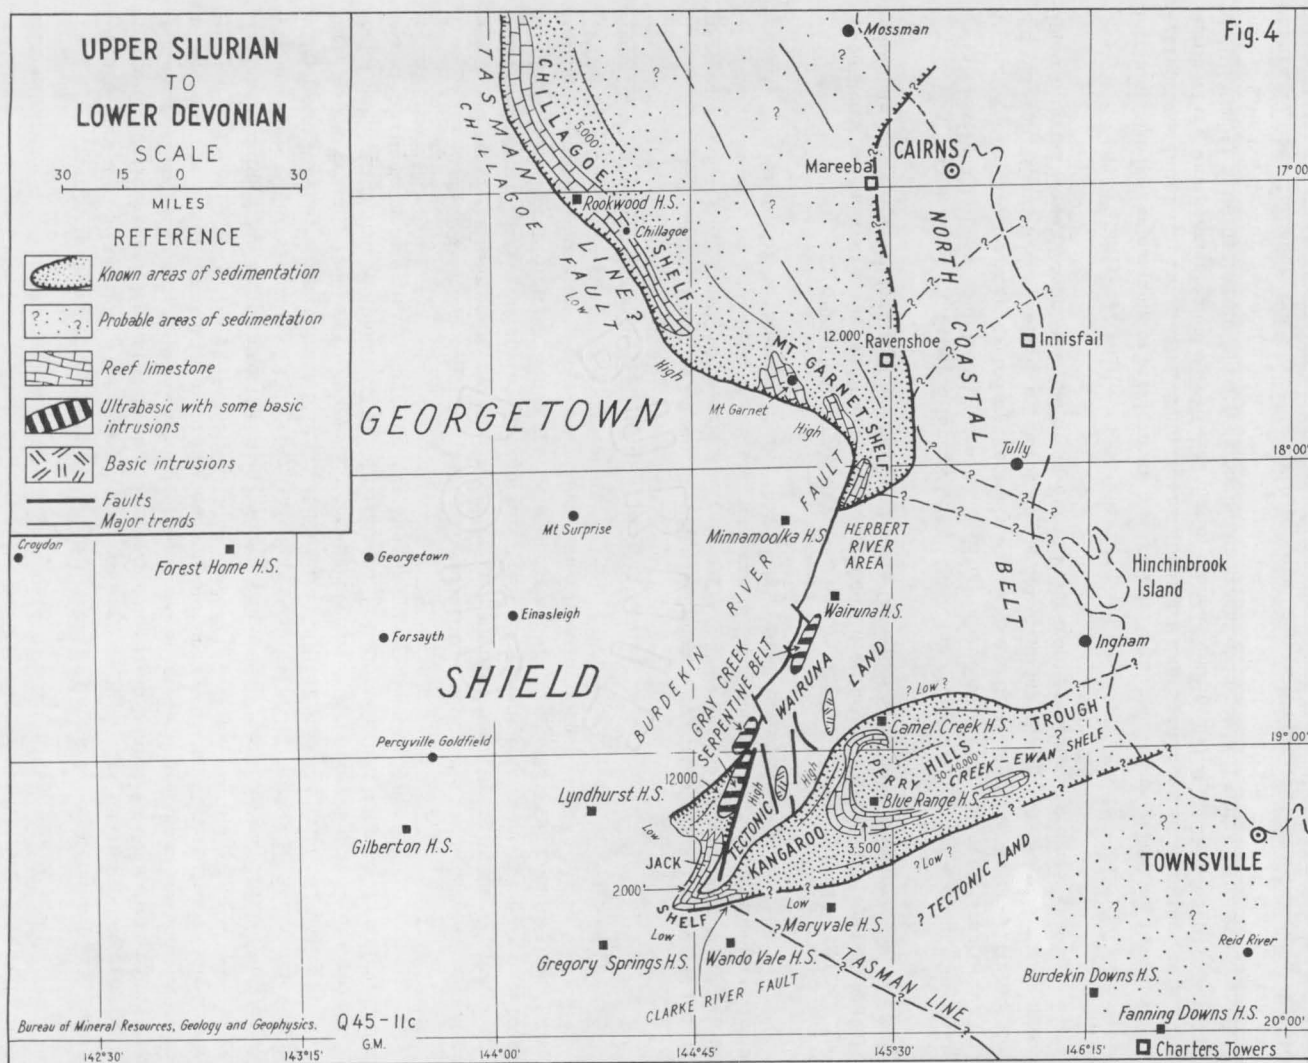 Fig. 4
UPPER SILURIAN
TO
LOWER DEVONIAN
SCALE
30 15 0 30
MILES
REFERENCE
Known areas of sedimentation
? ? ?
Probable areas of sedimentation
Reef limestone
Ultrabasic with some basic
intrusions
Basic intrusions
Faults
Major trends
Mossman
TASMAN LINE ?
CHILLAGOE FAULT
CHILLAGOE SHELF
5,000'
Rookwood H.S.
Chillagoe
Mareeba
CAIRNS
17°00'
NORTH COASTAL BELT
Low
High
12,000'
Ravenshoe
Innisfail
MT. GARNET SHELF
Mt Garnet
High
GEORGETOWN
SHIELD
Tully
18°00'
Mt Surprise
Minnamoolka H.S.
HERBERT
RIVER
AREA
BURDEKIN RIVER FAULT
Croydon
Forest Home H.S.
Georgetown
Einasleigh
Forsayth
Wairuna H.S.
Hinchinbrook
Island
Ingham
GRAY CREEK
SERPENTINE BELT
WAIRUNA
LAND
TECTONIC
? Low ?
Camel Creek H.S.
TROUGH
19°00'
Percyville Goldfield
PERRY HILLS
30-40,000'
CREEK - EWAN SHELF
12,000'
High
High
Lyndhurst H.S.
Blue Range H.S.
Low
KANGAROO
3,500'
Gilberton H.S.
JACK
SHELF
2,000'
? Low ?
? TECTONIC LAND
TOWNSVILLE
Low
Low
Maryvale H.S.
Gregory Springs H.S.
Wando Vale H.S.
TASMAN LINE
CLARKE RIVER FAULT
Reid River
Burdekin Downs H.S.
Fanning Downs H.S.
20°00'
Charters Towers
Bureau of Mineral Resources, Geology and Geophysics.
Q45-11c
G.M.
142°30' 143°15' 144°00' 144°45' 145°30' 146°15'